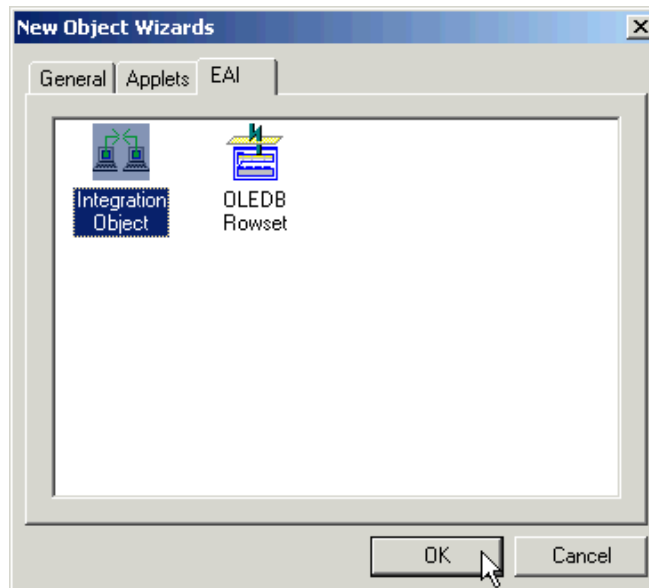 New Object Wizards
General Applets EAI
Integration
Object
OLEDB
Rowset
OK Cancel